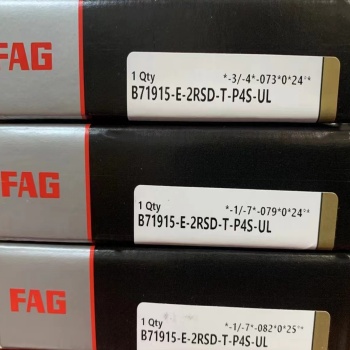 FAG
1 Qty *-3/-4*-073*0*24°*
B71915-E-2RSD-T-P4S-UL
FAG
1 Qty *-1/-7*-079*0*24°*
B71915-E-2RSD-T-P4S-UL
FAG
1 Qty *-1/-7*-082*0*25°*
B71915-E-2RSD-T-P4S-UL